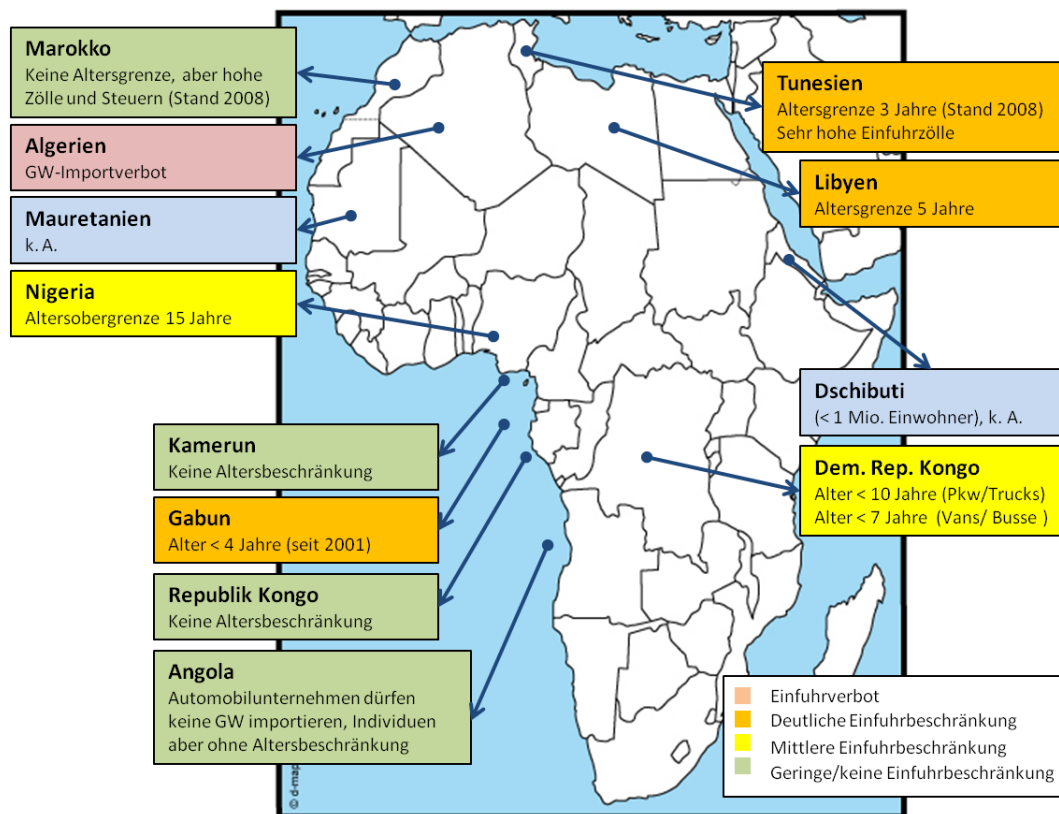 Marokko
Keine Altersgrenze, aber hohe
Zölle und Steuern (Stand 2008)
Algerien
GW-Importverbot
Mauretanien
k. A.
Nigeria
Altersobergrenze 15 Jahre
Tunesien
Altersgrenze 3 Jahre (Stand 2008)
Sehr hohe Einfuhrzölle
Libyen
Altersgrenze 5 Jahre
Dschibuti
(< 1 Mio. Einwohner), k. A.
Kamerun
Keine Altersbeschränkung
Dem. Rep. Kongo
Alter < 10 Jahre (Pkw/Trucks)
Alter < 7 Jahre (Vans/ Busse )
Gabun
Alter < 4 Jahre (seit 2001)
Republik Kongo
Keine Altersbeschränkung
Angola
Automobilunternehmen dürfen
keine GW importieren, Individuen
aber ohne Altersbeschränkung
Einfuhrverbot
Deutliche Einfuhrbeschränkung
Mittlere Einfuhrbeschränkung
Geringe/keine Einfuhrbeschränkung
© d-map